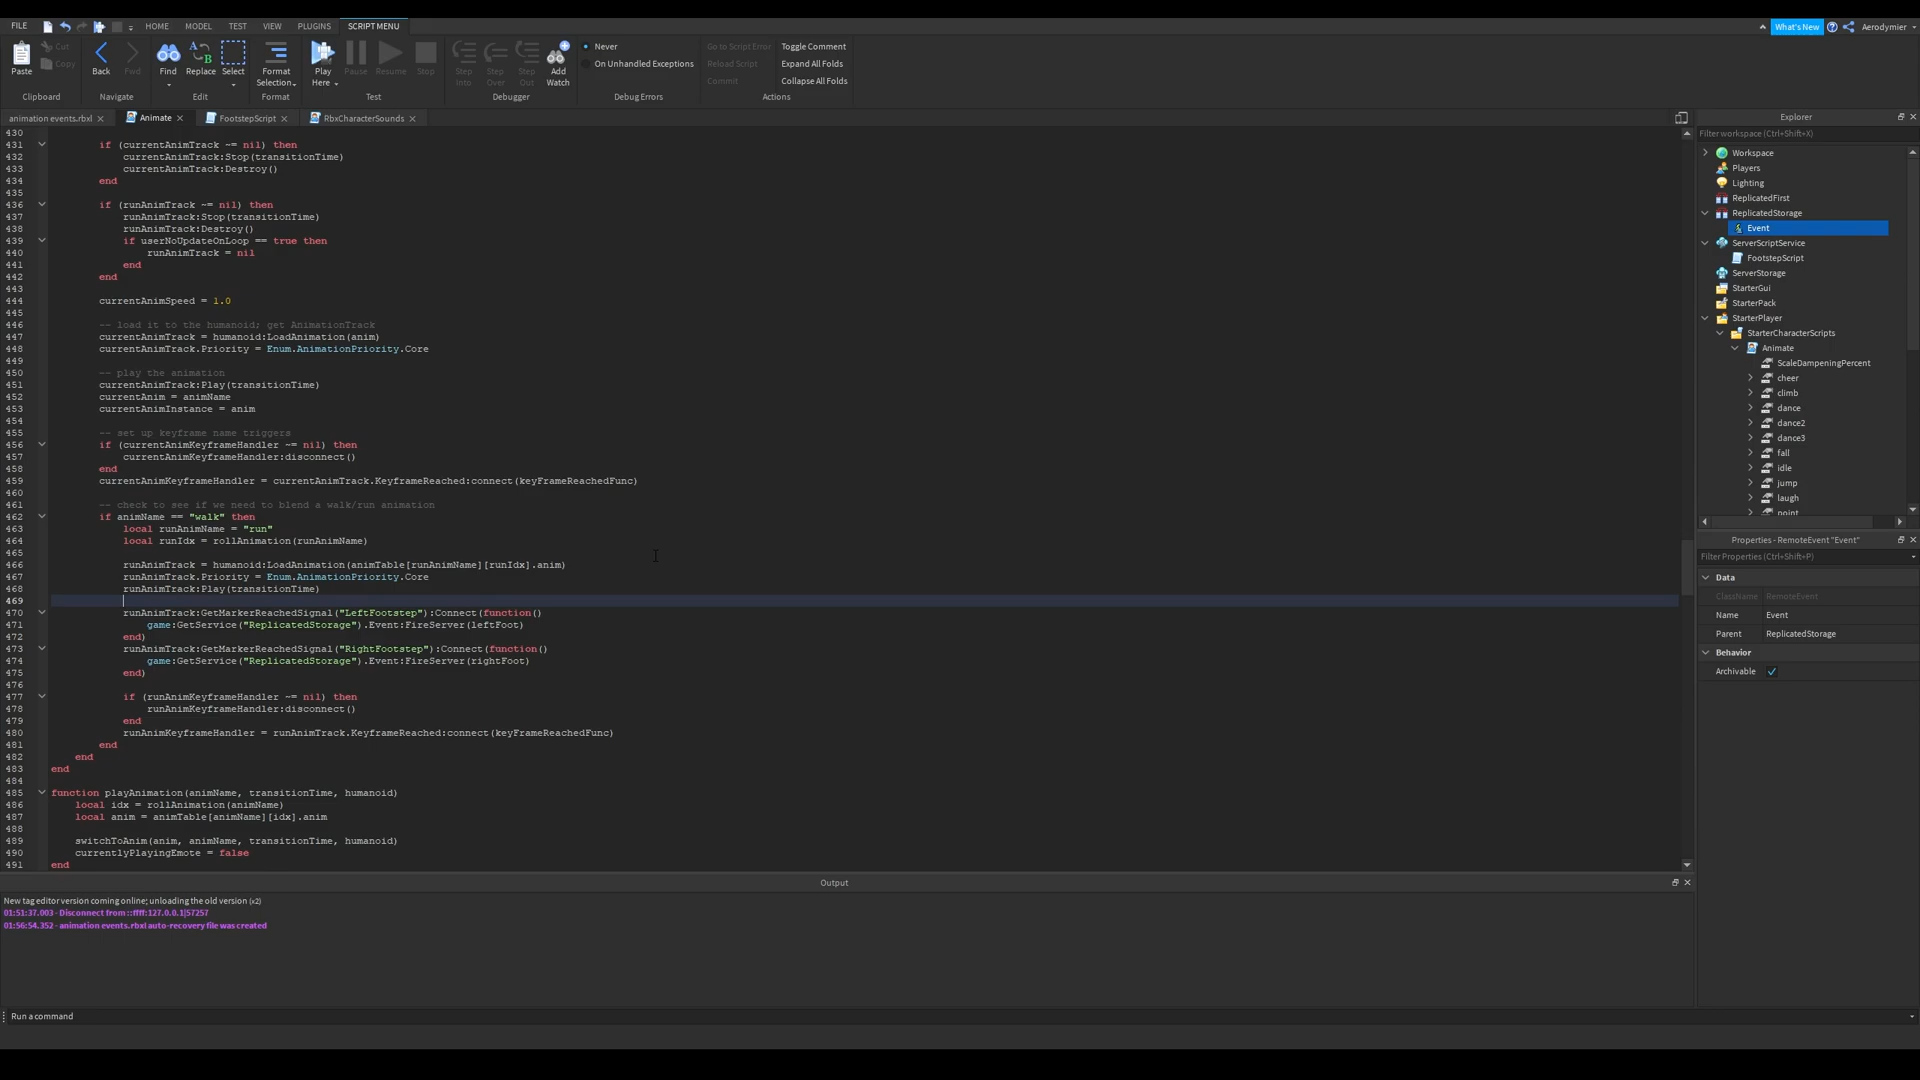 FILE HOME MODEL TEST VIEW PLUGINS SCRIPT MENU What's New Aerodymier
Paste Cut Copy Back Fwd Find Replace Select Format Selection Play Here Pause Resume Stop Step Into Step Over Step Out Add Watch Never On Unhandled Exceptions Go to Script Error Reload Script Commit Toggle Comment Expand All Folds Collapse All Folds
Clipboard Navigate Edit Format Test Debugger Debug Errors Actions
animation events.rbxl Animate FootstepScript RbxCharacterSounds
430
431 if (currentAnimTrack ~= nil) then
432 currentAnimTrack:Stop(transitionTime)
433 currentAnimTrack:Destroy()
434 end
435
436 if (runAnimTrack ~= nil) then
437 runAnimTrack:Stop(transitionTime)
438 runAnimTrack:Destroy()
439 if userNoUpdateOnLoop == true then
440 runAnimTrack = nil
441 end
442 end
443
444 currentAnimSpeed = 1.0
445
446 -- load it to the humanoid; get AnimationTrack
447 currentAnimTrack = humanoid:LoadAnimation(anim)
448 currentAnimTrack.Priority = Enum.AnimationPriority.Core
449
450 -- play the animation
451 currentAnimTrack:Play(transitionTime)
452 currentAnim = animName
453 currentAnimInstance = anim
454
455 -- set up keyframe name triggers
456 if (currentAnimKeyframeHandler ~= nil) then
457 currentAnimKeyframeHandler:disconnect()
458 end
459 currentAnimKeyframeHandler = currentAnimTrack.KeyframeReached:connect(keyFrameReachedFunc)
460
461 -- check to see if we need to blend a walk/run animation
462 if animName == "walk" then
463 local runAnimName = "run"
464 local runIdx = rollAnimation(runAnimName)
465
466 runAnimTrack = humanoid:LoadAnimation(animTable[runAnimName][runIdx].anim)
467 runAnimTrack.Priority = Enum.AnimationPriority.Core
468 runAnimTrack:Play(transitionTime)
469
470 runAnimTrack:GetMarkerReachedSignal("LeftFootstep"):Connect(function()
471 game:GetService("ReplicatedStorage").Event:FireServer(leftFoot)
472 end)
473 runAnimTrack:GetMarkerReachedSignal("RightFootstep"):Connect(function()
474 game:GetService("ReplicatedStorage").Event:FireServer(rightFoot)
475 end)
476
477 if (runAnimKeyframeHandler ~= nil) then
478 runAnimKeyframeHandler:disconnect()
479 end
480 runAnimKeyframeHandler = runAnimTrack.KeyframeReached:connect(keyFrameReachedFunc)
481 end
482 end
483 end
484
485 function playAnimation(animName, transitionTime, humanoid)
486 local idx = rollAnimation(animName)
487 local anim = animTable[animName][idx].anim
488
489 switchToAnim(anim, animName, transitionTime, humanoid)
490 currentlyPlayingEmote = false
491 end
Output
New tag editor version coming online; unloading the old version (x2)
01:51:37.003 - Disconnect from ::ffff:127.0.0.1|57257
01:56:54.352 - animation events.rbxl auto-recovery file was created
Run a command
Explorer
Filter workspace (Ctrl+Shift+X)
Workspace
Players
Lighting
ReplicatedFirst
ReplicatedStorage
Event
ServerScriptService
FootstepScript
ServerStorage
StarterGui
StarterPack
StarterPlayer
StarterCharacterScripts
Animate
ScaleDampeningPercent
cheer
climb
dance
dance2
dance3
fall
idle
jump
laugh
point
Properties - RemoteEvent "Event"
Filter Properties (Ctrl+Shift+P)
Data
ClassName RemoteEvent
Name Event
Parent ReplicatedStorage
Behavior
Archivable